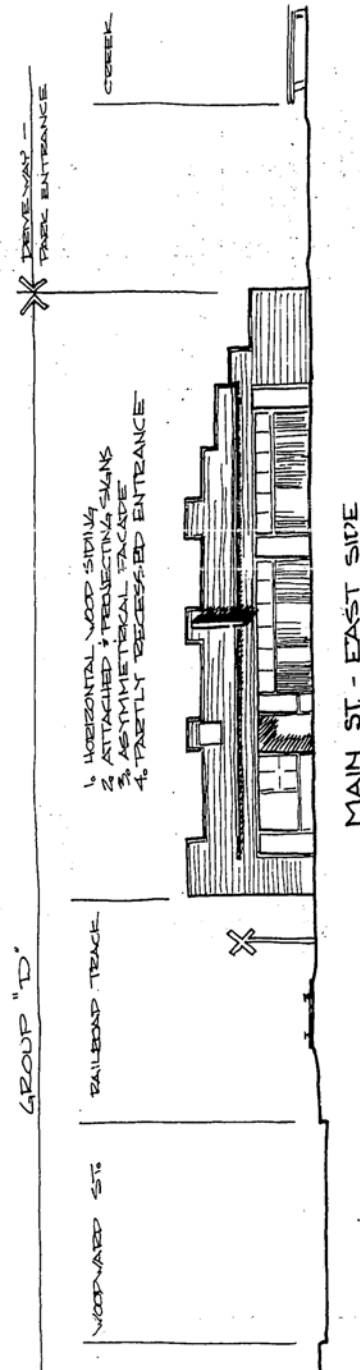 GROUP "D"
DRIVEWAY -
PARK ENTRANCE
WOODWARD ST.
RAILROAD TRACK
1. HORIZONTAL WOOD SIDING
2. ATTACHED & PROJECTING SIGNS
3. ASYMMETRICAL FACADE
4. PARTLY RECESSED ENTRANCE
CREEK
MAIN ST - EAST SIDE